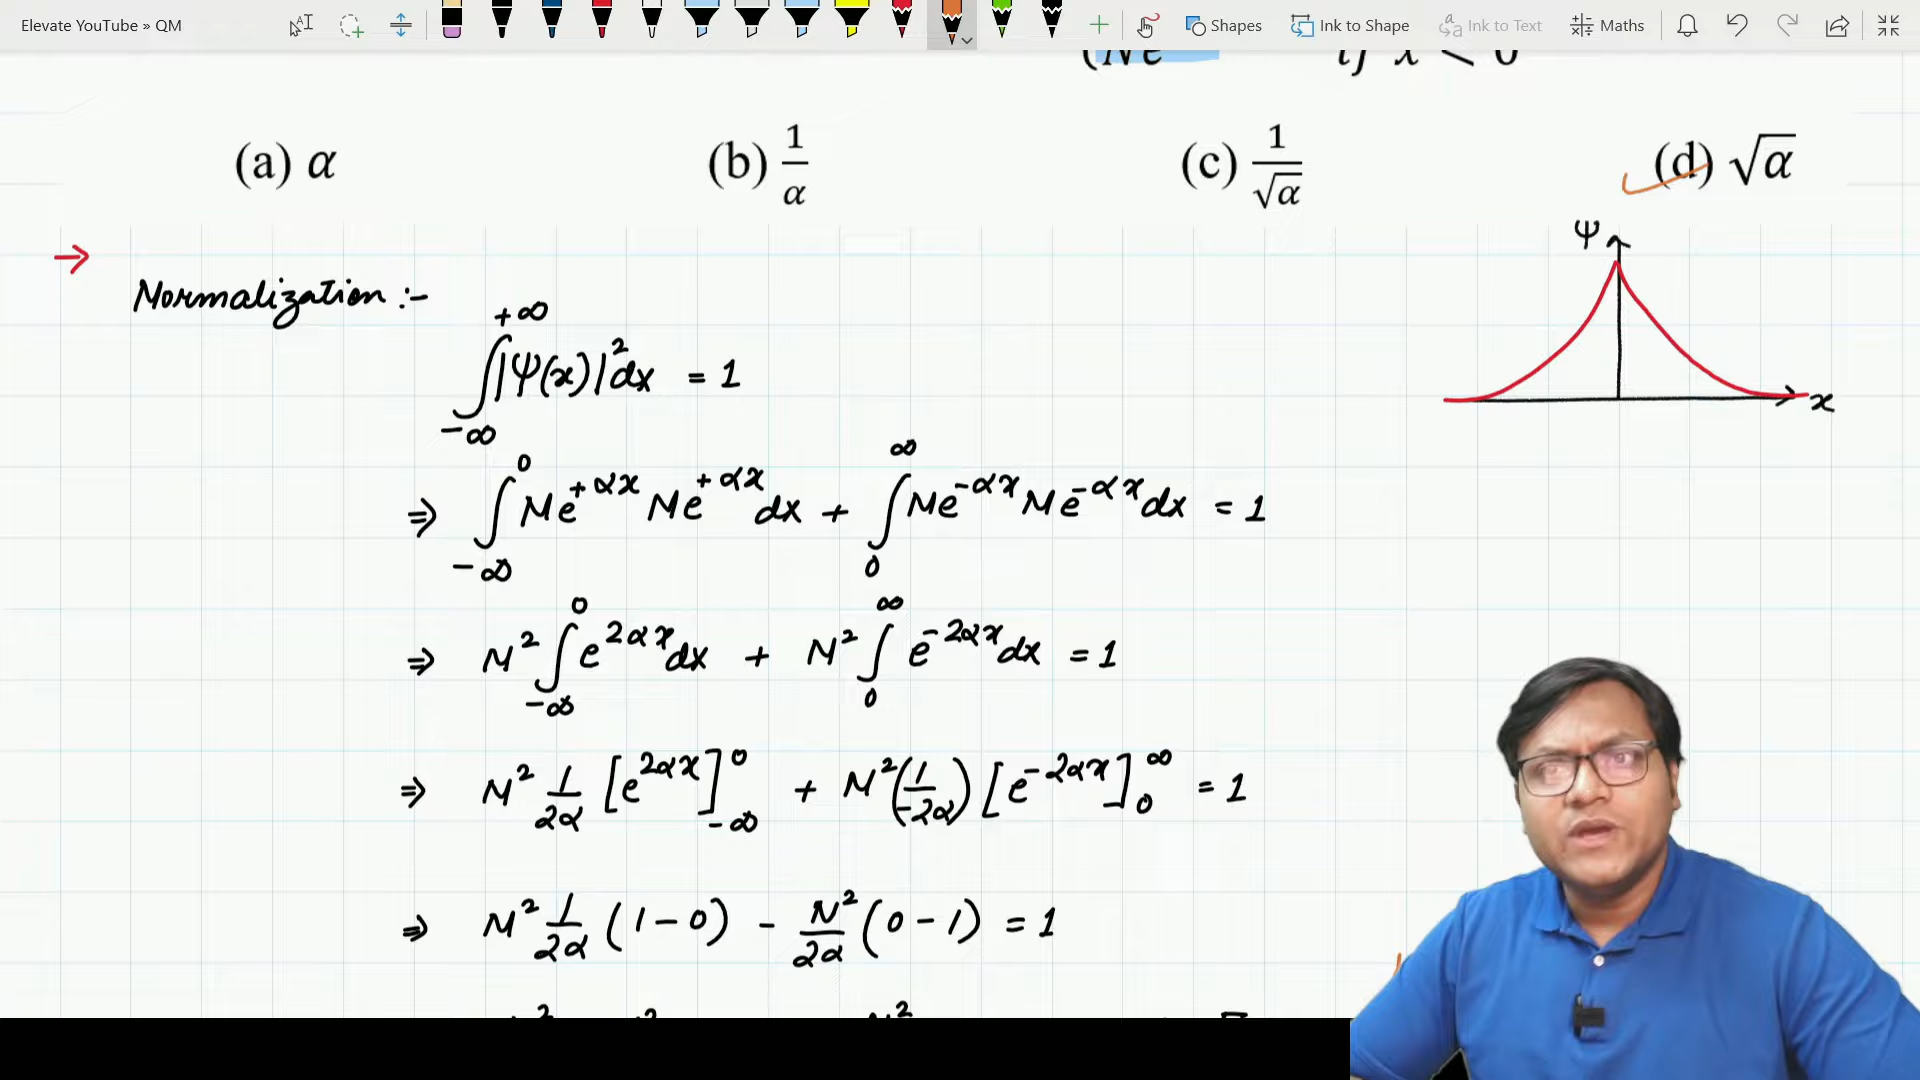 Elevate YouTube » QM
Shapes
Ink to Shape
Ink to Text
Maths
(Ne if x < 0
(a) α (b) 1/α (c) 1/√α (d) √α
Normalization :-
Ψ
x
∫_{-∞}^{+∞} |Ψ(x)|² dx = 1
⇒ ∫_{-∞}^{0} Ne^{+αx} Ne^{+αx} dx + ∫_{0}^{∞} Ne^{-αx} Ne^{-αx} dx = 1
⇒ N² ∫_{-∞}^{0} e^{2αx} dx + N² ∫_{0}^{∞} e^{-2αx} dx = 1
⇒ N² 1/2α [e^{2αx}]_{-∞}^{0} + N² (1/-2α) [e^{-2αx}]_{0}^{∞} = 1
⇒ N² 1/2α (1 - 0) - N²/2α (0 - 1) = 1